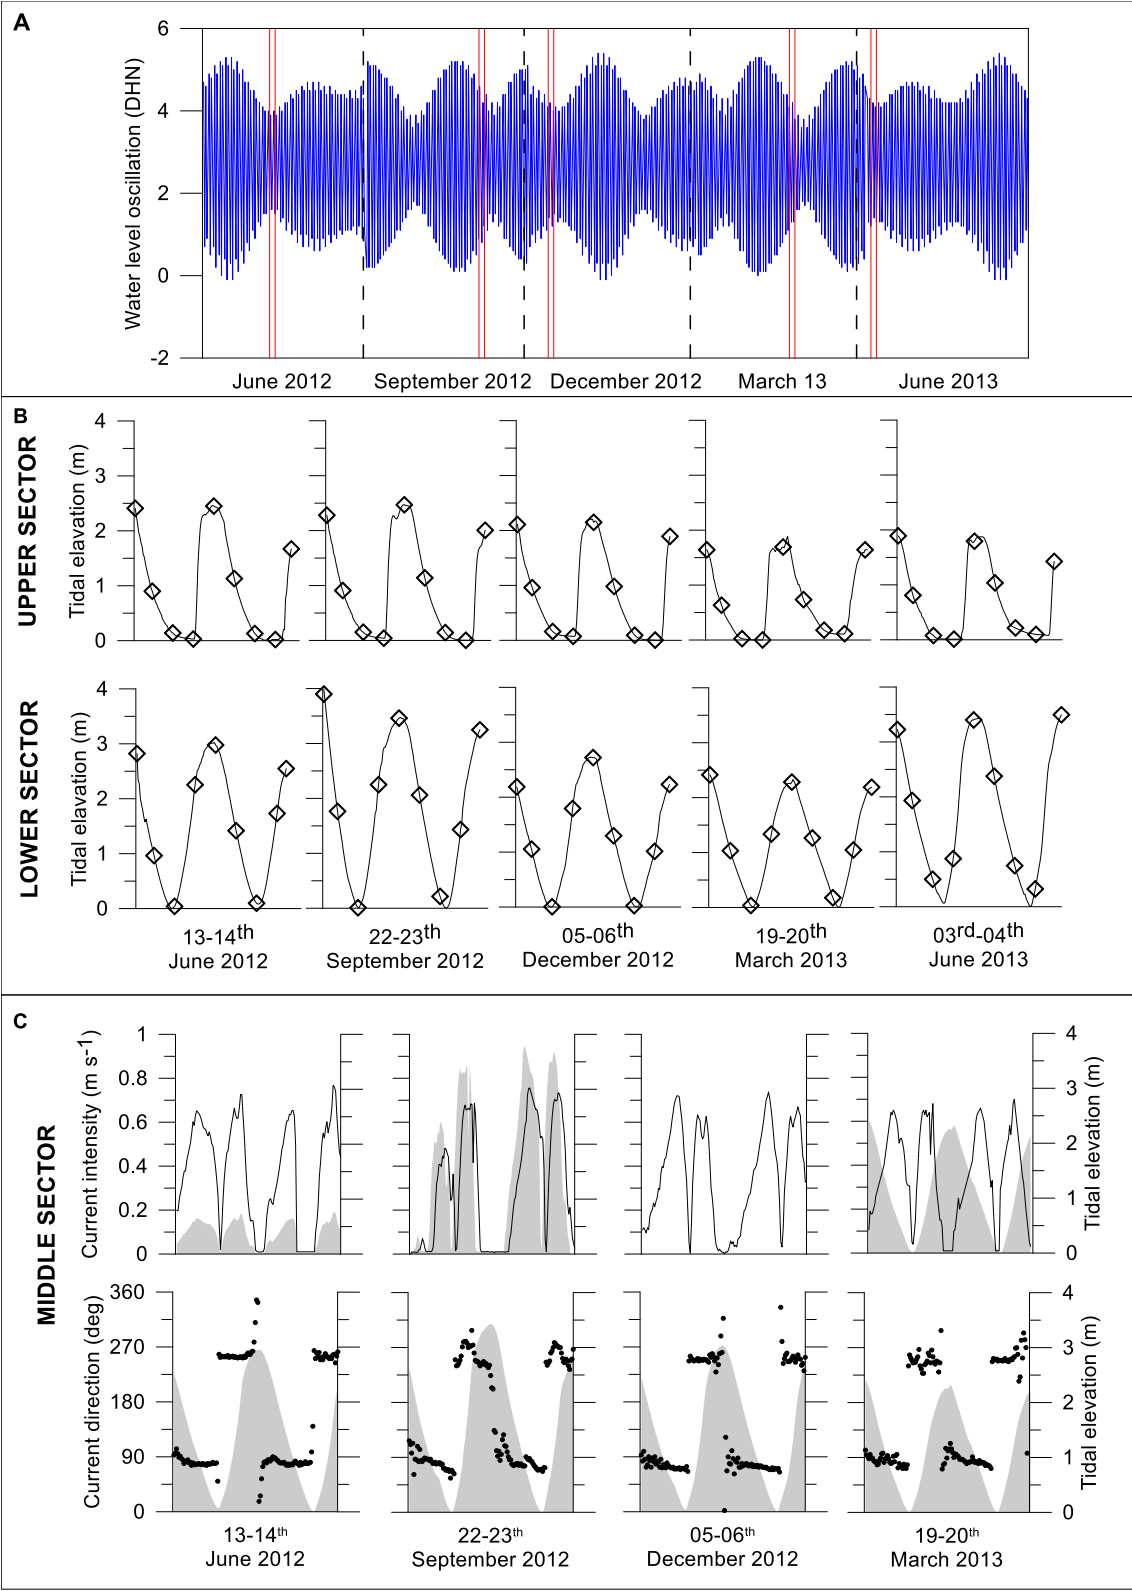 A
Water level oscillation (DHN)
6
4
2
0
-2
June 2012 September 2012 December 2012 March 13 June 2013
B
UPPER SECTOR
Tidal elavation (m)
4
3
2
1
0
LOWER SECTOR
Tidal elavation (m)
4
3
2
1
0
13-14th 22-23th 05-06th 19-20th 03rd-04th
June 2012 September 2012 December 2012 March 2013 June 2013
C
MIDDLE SECTOR
Current intensity (m s-1)
1
0.8
0.6
0.4
0.2
0
4
3
2
1
0
Tidal elevation (m)
Current direction (deg)
360
270
180
90
0
4
3
2
1
0
Tidal elevation (m)
13-14th 22-23th 05-06th 19-20th
June 2012 September 2012 December 2012 March 2013